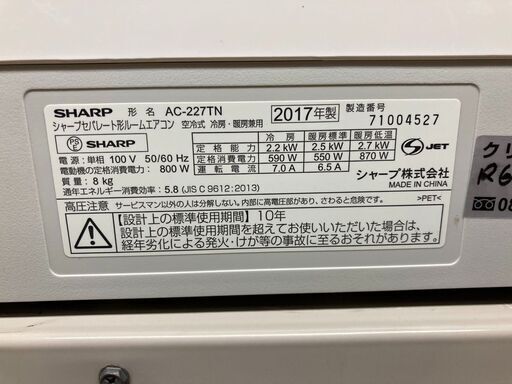 SHARP 形名 AC-227TN 2017年製 製造番号 71004527
シャープセパレート形ルームエアコン 空冷式 冷房・暖房兼用
PS E SHARP
電源：単相 100 V 50/60 Hz
電動機の定格消費電力： 800 W
質量： 8 kg
冷房 暖房標準 暖房低温
定格能力 2.2 kW 2.5 kW 2.7 kW
定格消費電力 590 W 550 W 870 W
運転電流 7.0 A 6.5 A
S JET
通年エネルギー消費効率： 5.8 (JIS C 9612:2013)
シャープ株式会社
MADE IN CHINA
高圧注意 サービスマン以外の人は、分解しないでください。内部に高電圧部があり、さわると危険です。
>PET<
【設計上の標準使用期間】10年
設計上の標準使用期間を超えてお使いいただいた場合は、
経年劣化による発火・けが等の事故に至るおそれがあります。
クリ
R6
08